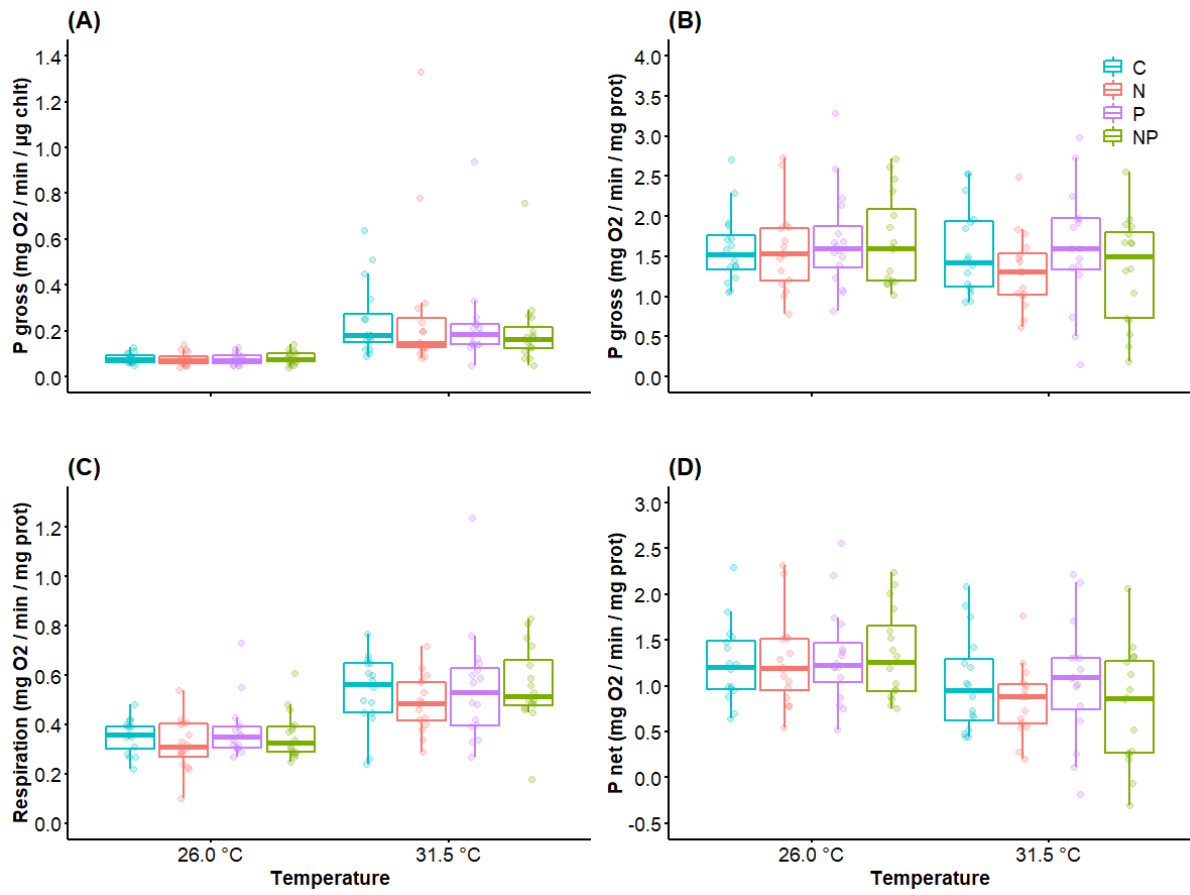 (A)
P gross (mg O2 / min / µg chlt)
1.4
1.2
1.0
0.8
0.6
0.4
0.2
0.0
(B)
P gross (mg O2 / min / mg prot)
4.0
3.5
3.0
2.5
2.0
1.5
1.0
0.5
0.0
C
N
P
NP
(C)
Respiration (mg O2 / min / mg prot)
1.2
1.0
0.8
0.6
0.4
0.2
0.0
26.0 °C
31.5 °C
Temperature
(D)
P net (mg O2 / min / mg prot)
3.0
2.5
2.0
1.5
1.0
0.5
0.0
-0.5
26.0 °C
31.5 °C
Temperature